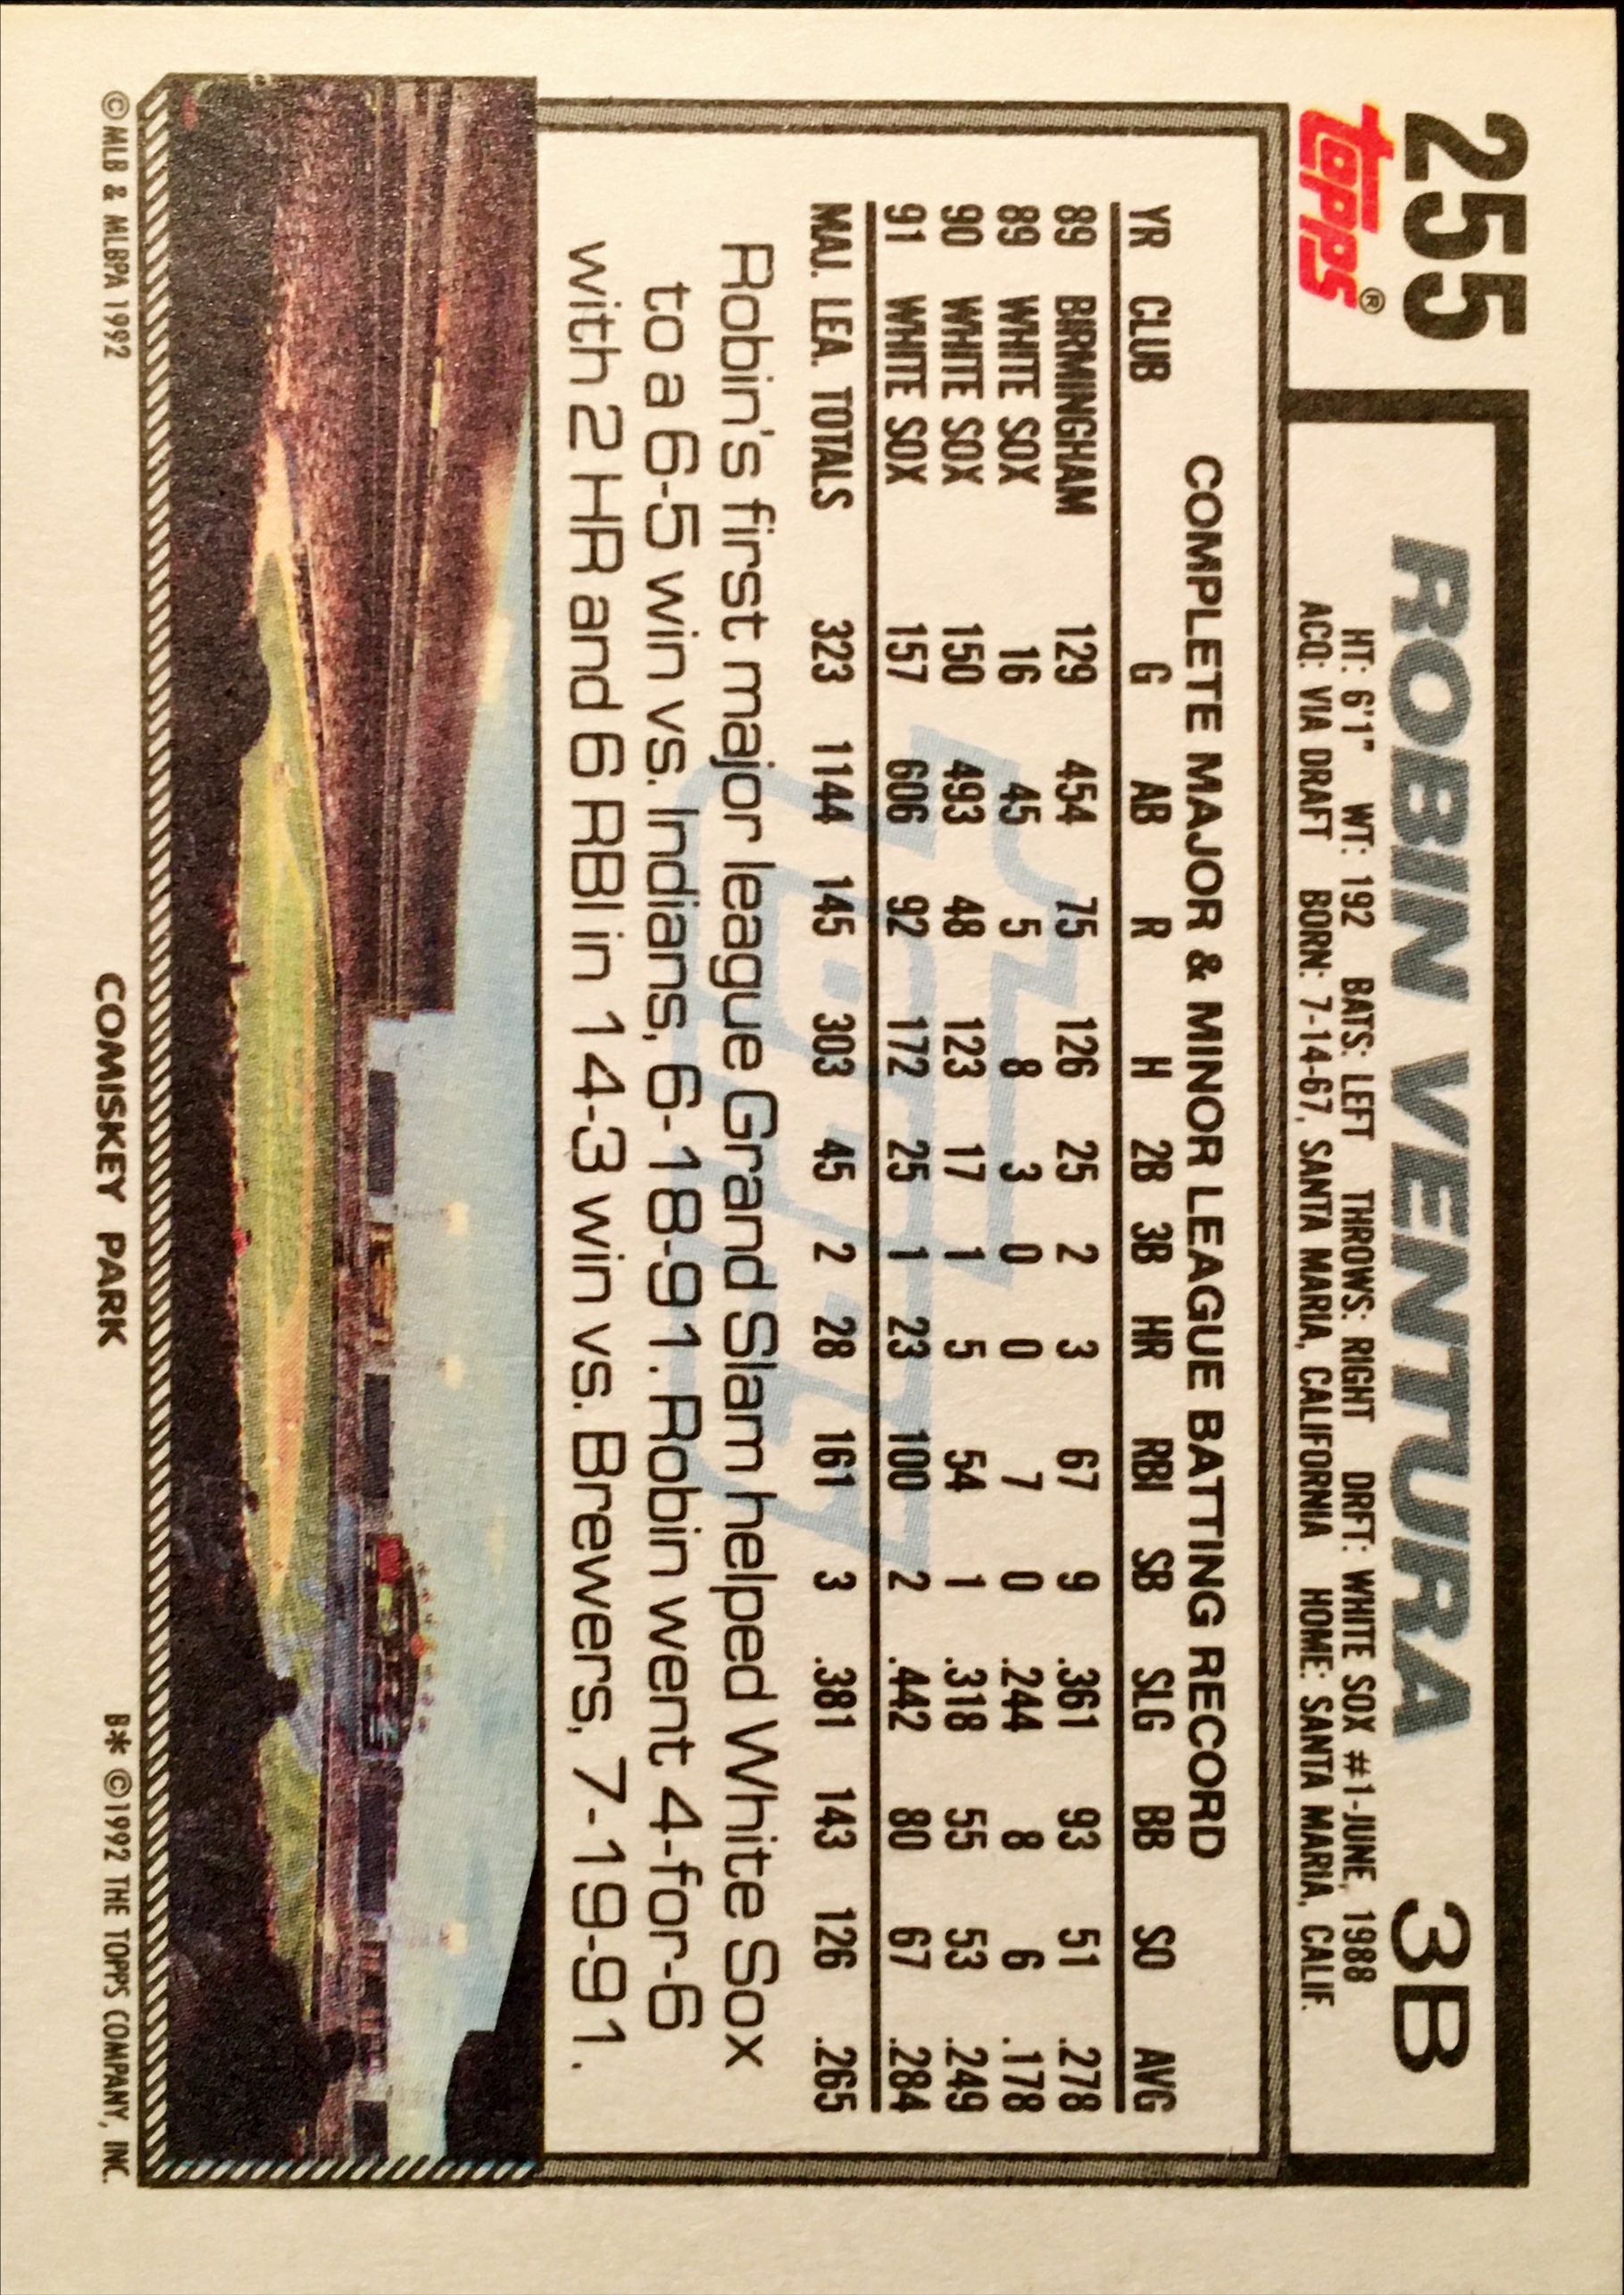 255
topps®
ROBIN VENTURA 3B
HT: 6'1" WT: 192 BATS: LEFT THROWS: RIGHT DRFT: WHITE SOX #1-JUNE, 1988
ACQ: VIA DRAFT BORN: 7-14-67, SANTA MARIA, CALIFORNIA HOME: SANTA MARIA, CALIF.
COMPLETE MAJOR & MINOR LEAGUE BATTING RECORD
YR CLUB G AB R H 2B 3B HR RBI SB SLG BB SO AVG
89 BIRMINGHAM 129 454 75 126 25 2 3 67 9 .361 93 51 .278
89 WHITE SOX 16 45 5 8 3 0 0 7 0 .244 8 6 .178
90 WHITE SOX 150 493 48 123 17 1 5 54 1 .318 55 53 .249
91 WHITE SOX 157 606 92 172 25 1 23 100 2 .442 80 67 .284
MAJ. LEA. TOTALS 323 1144 145 303 45 2 28 161 3 .381 143 126 .265
Robin's first major league Grand Slam helped White Sox
to a 6-5 win vs. Indians, 6-18-91. Robin went 4-for-6
with 2 HR and 6 RBI in 14-3 win vs. Brewers, 7-19-91.
©MLB & MLBPA 1992 COMISKEY PARK B* ©1992 THE TOPPS COMPANY, INC.